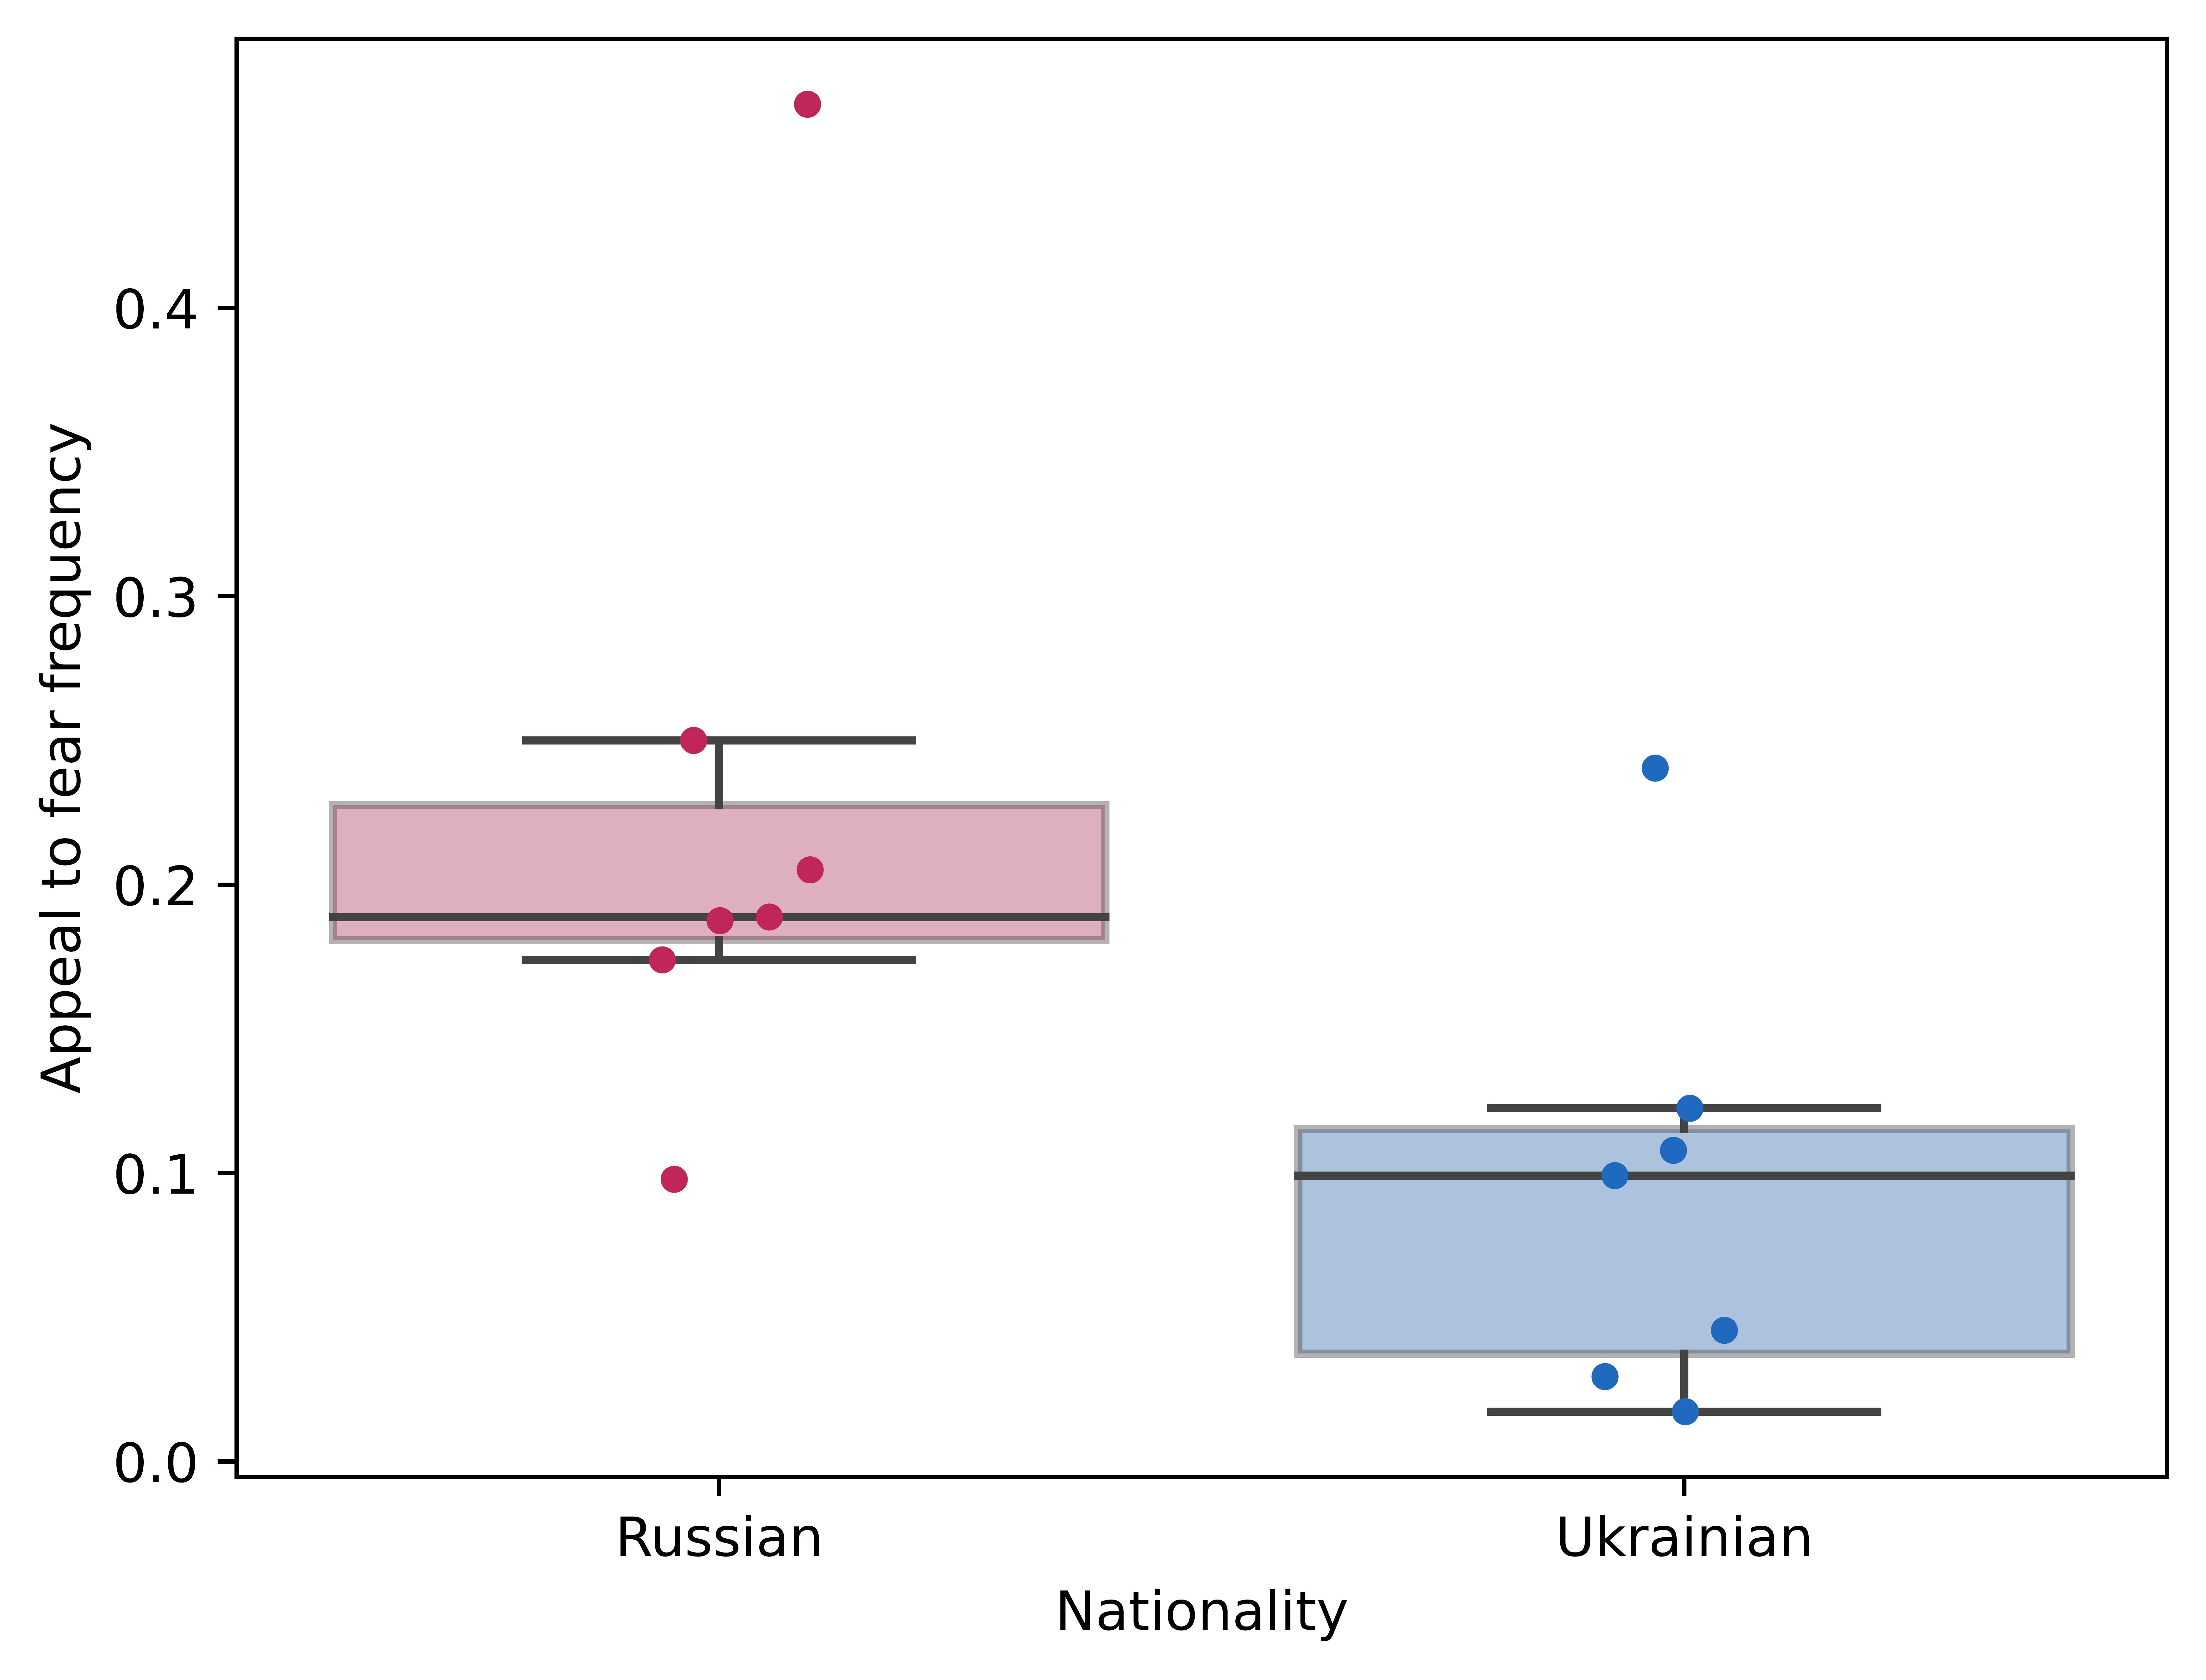 Appeal to fear frequency
0.4
0.3
0.2
0.1
0.0
Russian
Ukrainian
Nationality